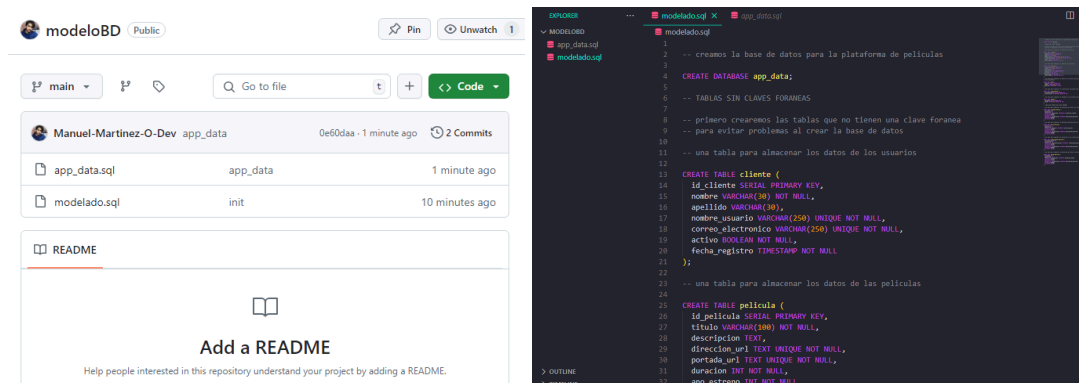 modeloBD Public
Pin
Unwatch 1
main
Go to file t
Code
Manuel-Martinez-O-Dev app_data 0e60daa · 1 minute ago 2 Commits
app_data.sql app_data 1 minute ago
modelado.sql init 10 minutes ago
README
Add a README
Help people interested in this repository understand your project by adding a README.
EXPLORER ...
MODELOBD
app_data.sql
modelado.sql
OUTLINE
modelado.sql × app_data.sql
modelado.sql
1
2 -- creamos la base de datos para la plataforma de peliculas
3
4 CREATE DATABASE app_data;
5
6 -- TABLAS SIN CLAVES FORANEAS
7
8 -- primero crearemos las tablas que no tienen una clave foranea
9 -- para evitar problemas al crear la base de datos
10
11 -- una tabla para almacenar los datos de los usuarios
12
13 CREATE TABLE cliente (
14 id_cliente SERIAL PRIMARY KEY,
15 nombre VARCHAR(30) NOT NULL,
16 apellido VARCHAR(30),
17 nombre_usuario VARCHAR(250) UNIQUE NOT NULL,
18 correo_electronico VARCHAR(250) UNIQUE NOT NULL,
19 activo BOOLEAN NOT NULL,
20 fecha_registro TIMESTAMP NOT NULL
21 );
22
23 -- una tabla para almacenar los datos de las peliculas
24
25 CREATE TABLE pelicula (
26 id_pelicula SERIAL PRIMARY KEY,
27 titulo VARCHAR(100) NOT NULL,
28 descripcion TEXT,
29 direccion_url TEXT UNIQUE NOT NULL,
30 portada_url TEXT UNIQUE NOT NULL,
31 duracion INT NOT NULL,